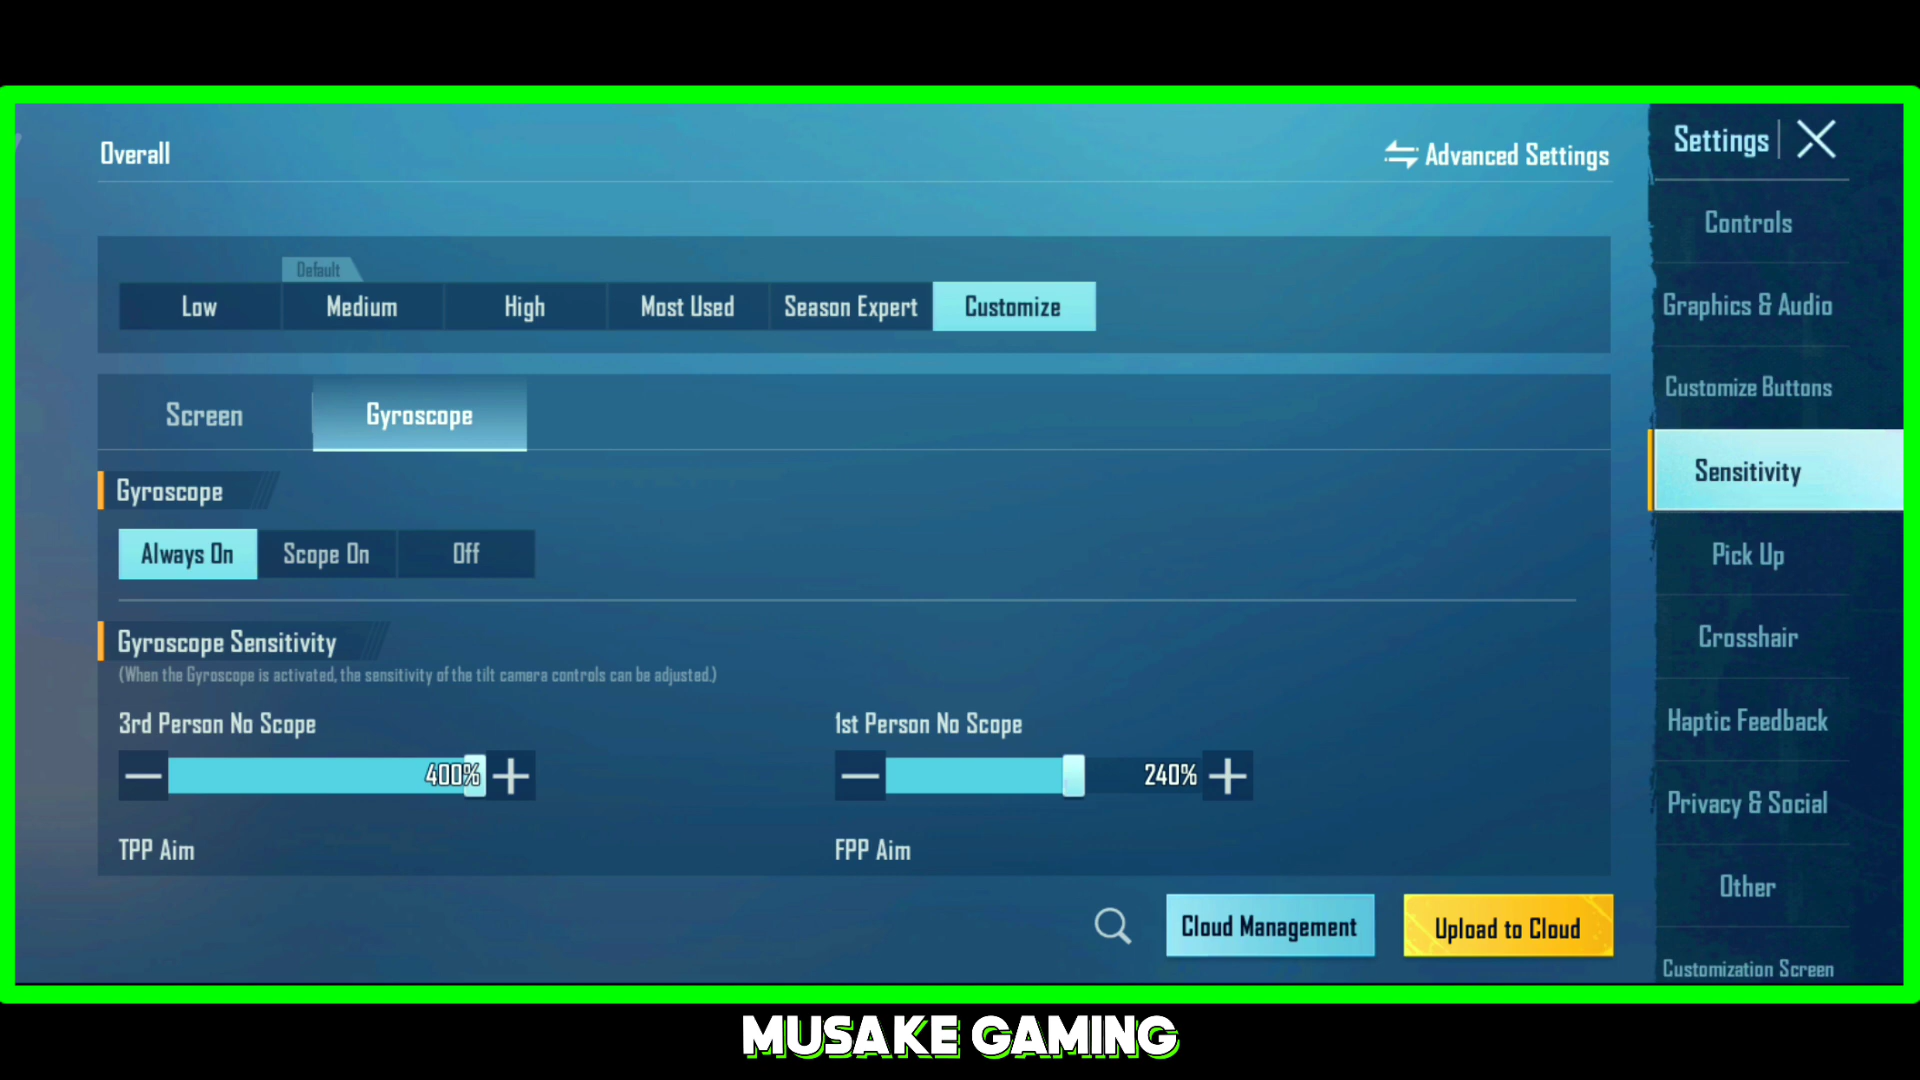 Overall
Advanced Settings
Settings
Default
Low Medium High Most Used Season Expert Customize
Screen Gyroscope
Gyroscope
Always On Scope On Off
Gyroscope Sensitivity
(When the Gyroscope is activated, the sensitivity of the tilt camera controls can be adjusted.)
3rd Person No Scope
400%
1st Person No Scope
240%
TPP Aim
FPP Aim
Cloud Management
Upload to Cloud
Controls
Graphics & Audio
Customize Buttons
Sensitivity
Pick Up
Crosshair
Haptic Feedback
Privacy & Social
Other
Customization Screen
MUSAKE GAMING